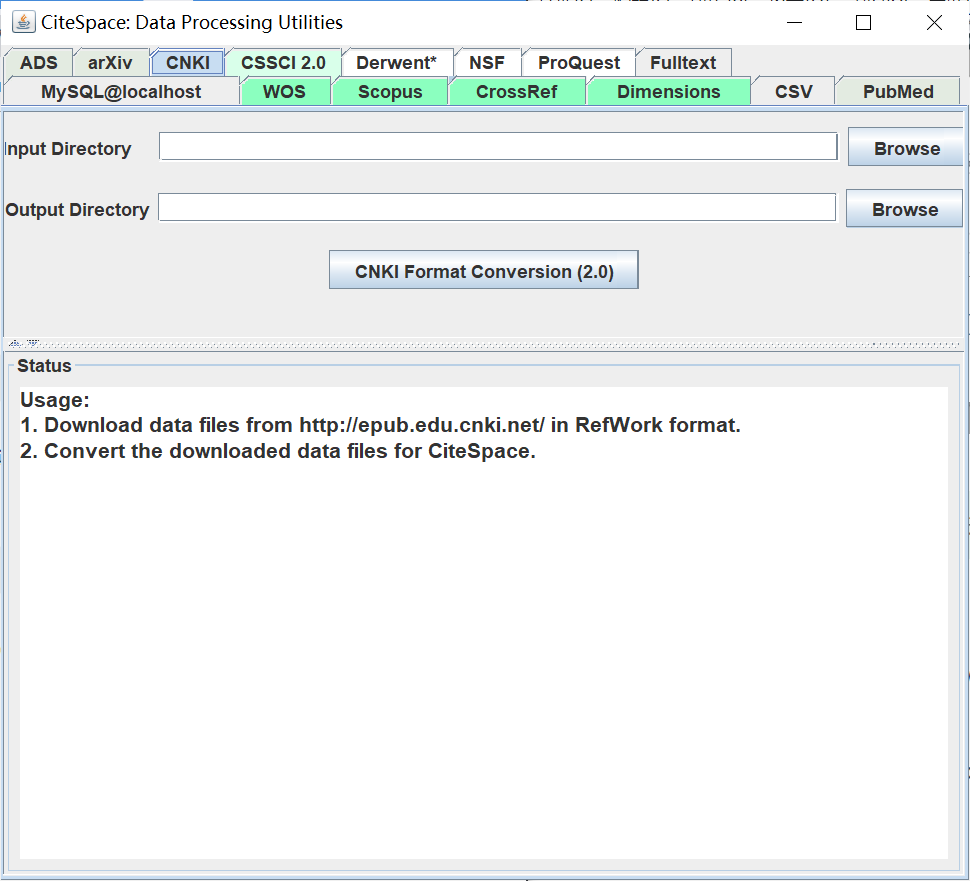 CiteSpace: Data Processing Utilities
ADS arXiv CNKI CSSCI 2.0 Derwent* NSF ProQuest Fulltext
MySQL@localhost WOS Scopus CrossRef Dimensions CSV PubMed
Input Directory Browse
Output Directory Browse
CNKI Format Conversion (2.0)
Status
Usage:
1. Download data files from http://epub.edu.cnki.net/ in RefWork format.
2. Convert the downloaded data files for CiteSpace.